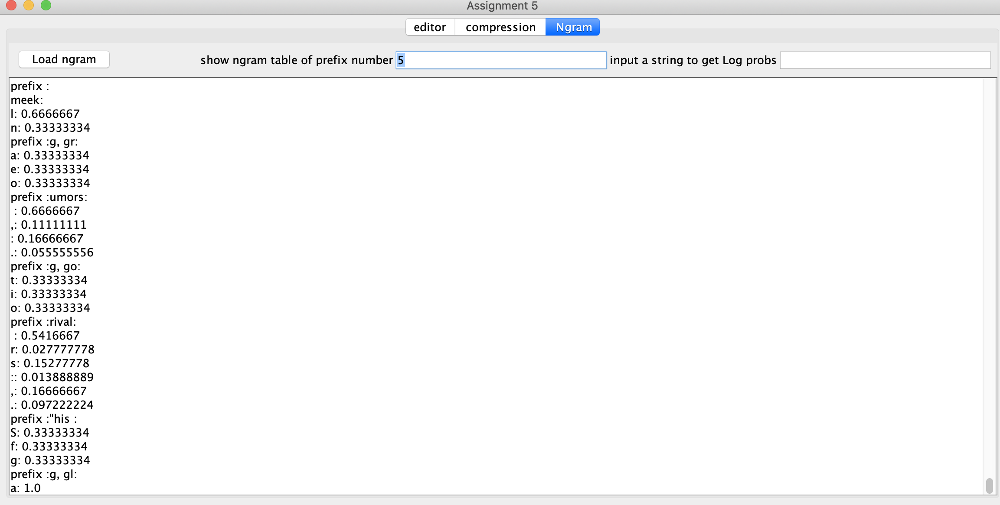 Assignment 5
editor compression Ngram
Load ngram show ngram table of prefix number 5 input a string to get Log probs
prefix :
meek:
l: 0.6666667
n: 0.33333334
prefix :g, gr:
a: 0.33333334
e: 0.33333334
o: 0.33333334
prefix :umors:
 : 0.6666667
,: 0.11111111
: 0.16666667
.: 0.055555556
prefix :g, go:
t: 0.33333334
i: 0.33333334
o: 0.33333334
prefix :rival:
 : 0.5416667
r: 0.027777778
s: 0.15277778
:: 0.013888889
,: 0.16666667
.: 0.097222224
prefix :"his :
S: 0.33333334
f: 0.33333334
g: 0.33333334
prefix :g, gl:
a: 1.0